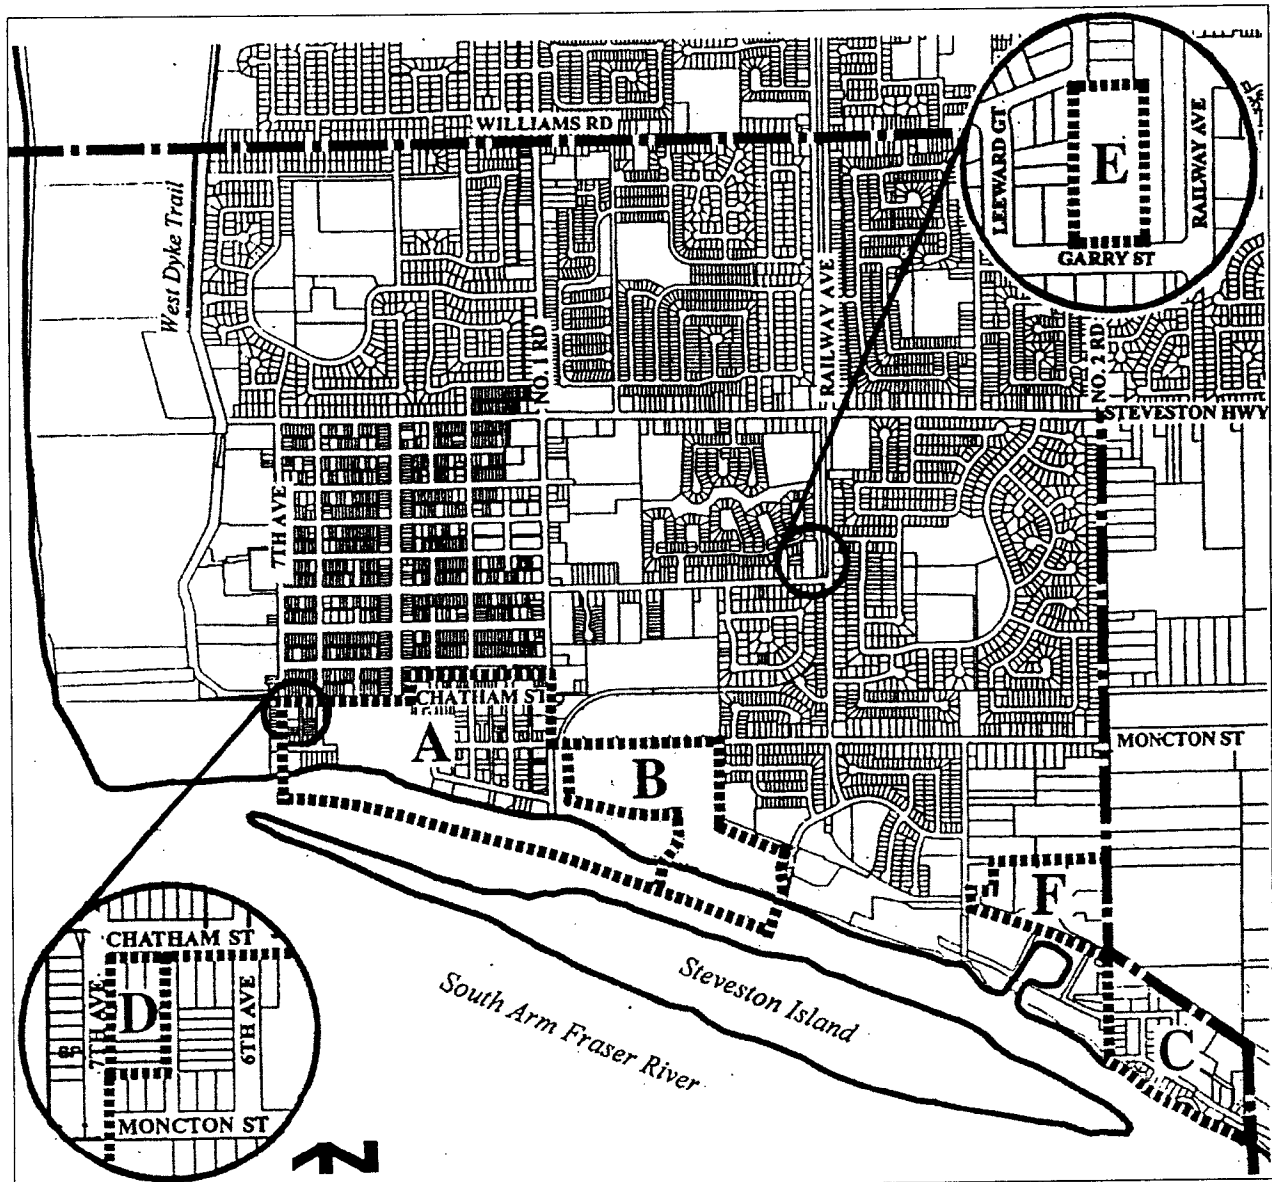 WILLIAMS RD
LEEWARD GT.
E
RAILWAY AVE
GARRY ST
West Dyke Trail
NO. 1 RD
RAILWAY AVE
NO. 2 RD
STEVESTON HWY
7TH AVE
CHATHAM ST
A
B
MONCTON ST
F
C
CHATHAM ST
7TH AVE
D
6TH AVE
MONCTON ST
South Arm Fraser River
Steveston Island
N